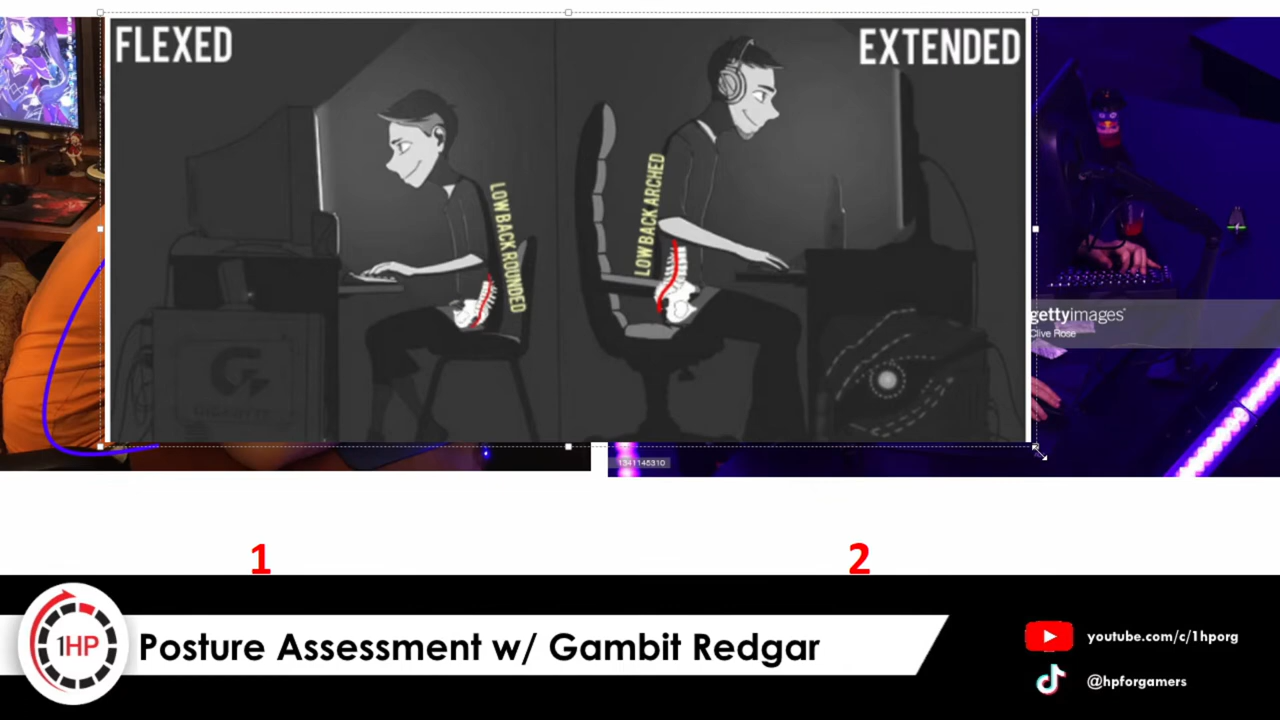 FLEXED
EXTENDED
LOW BACK ROUNDED
LOW BACK ARCHED
gettyimages®
Clive Rose
1341145310
1
2
1HP
Posture Assessment w/ Gambit Redgar
youtube.com/c/1hporg
@hpforgamers